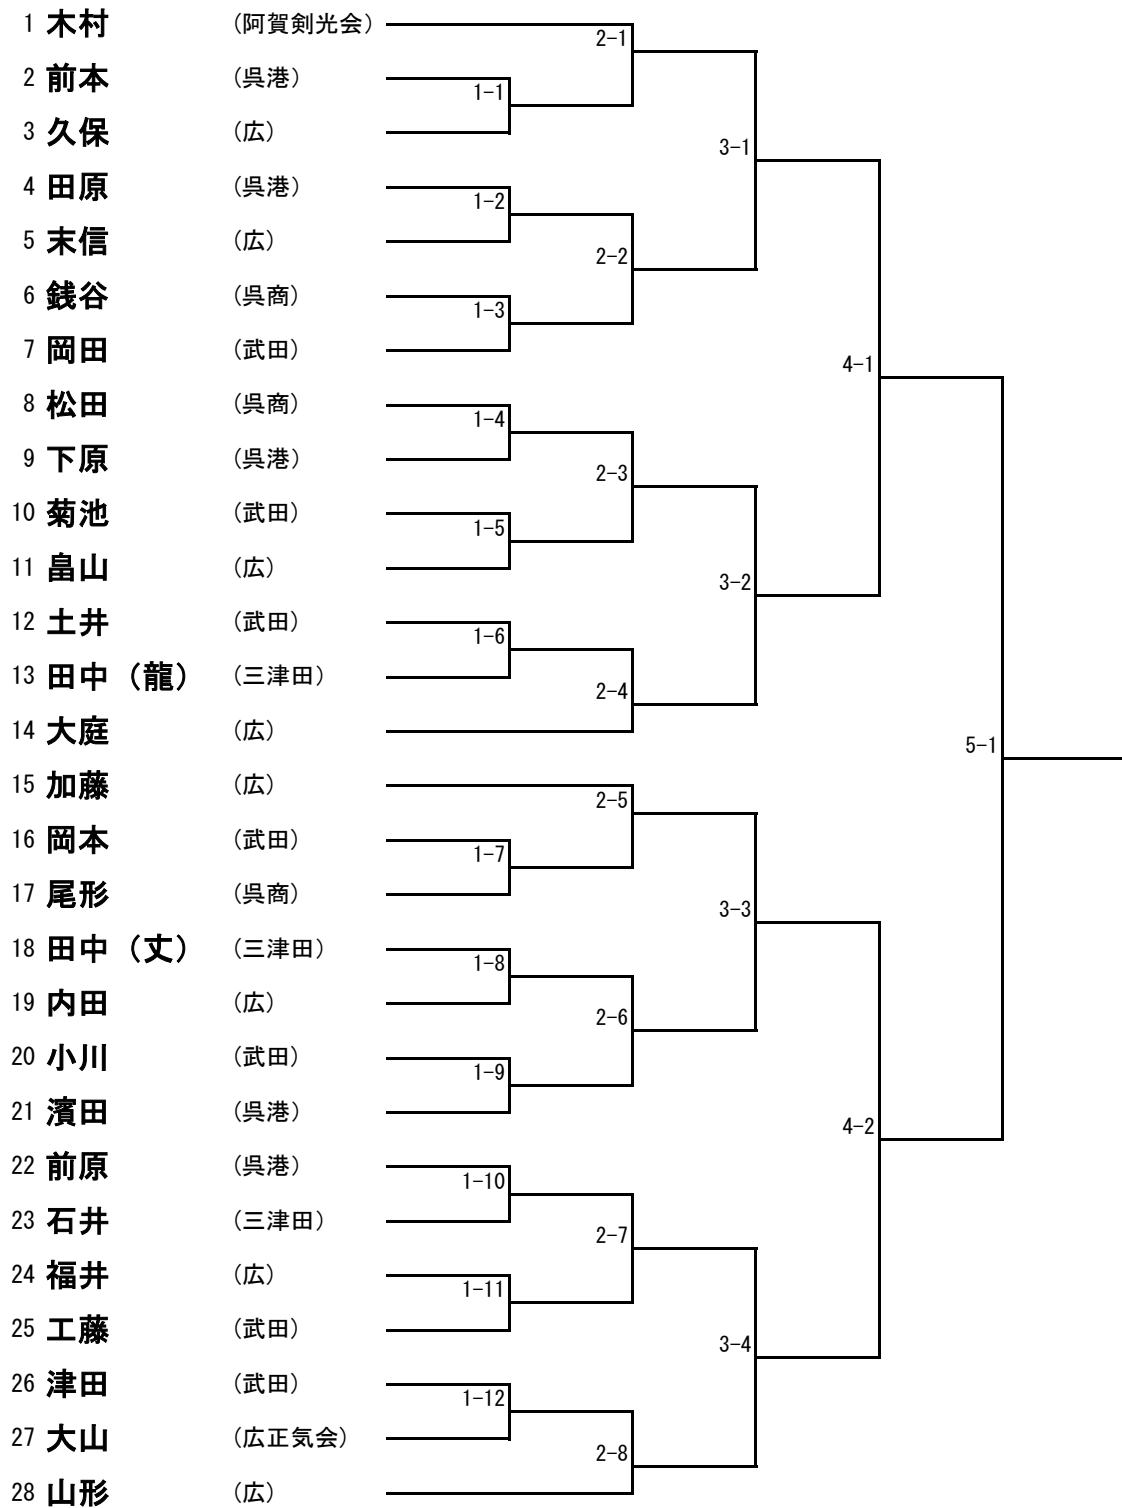 1 木村 (阿賀剣光会)
2-1
2 前本 (呉港)
1-1
3 久保 (広)
3-1
4 田原 (呉港)
1-2
5 末信 (広)
2-2
6 銭谷 (呉商)
1-3
7 岡田 (武田)
4-1
8 松田 (呉商)
1-4
9 下原 (呉港)
2-3
10 菊池 (武田)
1-5
11 畠山 (広)
3-2
12 土井 (武田)
1-6
13 田中（龍） (三津田)
2-4
14 大庭 (広)
5-1
15 加藤 (広)
2-5
16 岡本 (武田)
1-7
17 尾形 (呉商)
3-3
18 田中（丈） (三津田)
1-8
19 内田 (広)
2-6
20 小川 (武田)
1-9
21 濱田 (呉港)
4-2
22 前原 (呉港)
1-10
23 石井 (三津田)
2-7
24 福井 (広)
1-11
25 工藤 (武田)
3-4
26 津田 (武田)
1-12
27 大山 (広正気会)
2-8
28 山形 (広)